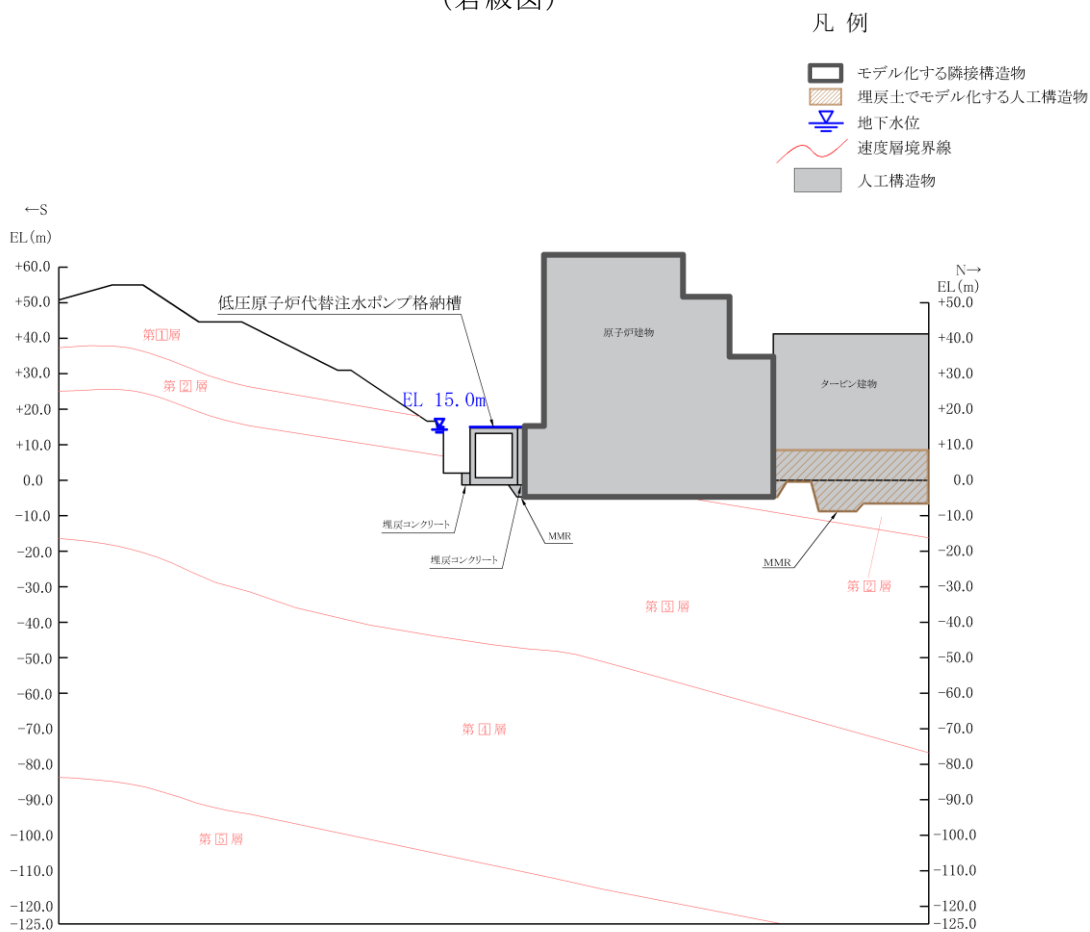 (岩級図)
凡 例
モデル化する隣接構造物
埋戻土でモデル化する人工構造物
地下水位
速度層境界線
人工構造物
←S
EL(m)
+60.0
+50.0
+40.0
+30.0
+20.0
+10.0
0.0
-10.0
-20.0
-30.0
-40.0
-50.0
-60.0
-70.0
-80.0
-90.0
-100.0
-110.0
-120.0
-125.0
第1層
第2層
低圧原子炉代替注水ポンプ格納槽
EL 15.0m
原子炉建物
タービン建物
埋戻コンクリート
埋戻コンクリート
MMR
MMR
第2層
第3層
第4層
第5層
N→
EL(m)
+50.0
+40.0
+30.0
+20.0
+10.0
0.0
-10.0
-20.0
-30.0
-40.0
-50.0
-60.0
-70.0
-80.0
-90.0
-100.0
-110.0
-120.0
-125.0